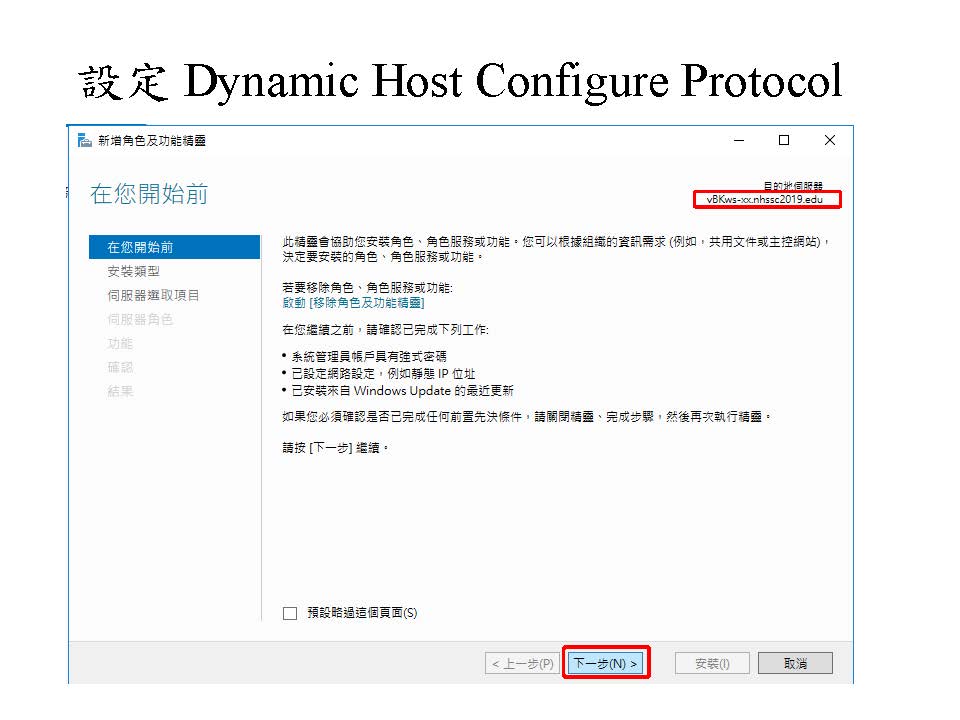 設定 Dynamic Host Configure Protocol
新增角色及功能精靈
在您開始前
目的地伺服器
vBKws-xx.nhssc2019.edu
在您開始前
安裝類型
伺服器選取項目
伺服器角色
功能
確認
結果
此精靈會協助您安裝角色、角色服務或功能。您可以根據組織的資訊需求 (例如，共用文件或主控網站)，
決定要安裝的角色、角色服務或功能。
若要移除角色、角色服務或功能:
啟動 [移除角色及功能精靈]
在您繼續之前，請確認已完成下列工作:
• 系統管理員帳戶具有強式密碼
• 已設定網路設定，例如靜態 IP 位址
• 已安裝來自 Windows Update 的最近更新
如果您必須確認是否已完成任何前置先決條件，請關閉精靈、完成步驟，然後再次執行精靈。
請按 [下一步] 繼續。
預設略過這個頁面(S)
< 上一步(P)
下一步(N) >
安裝(I)
取消